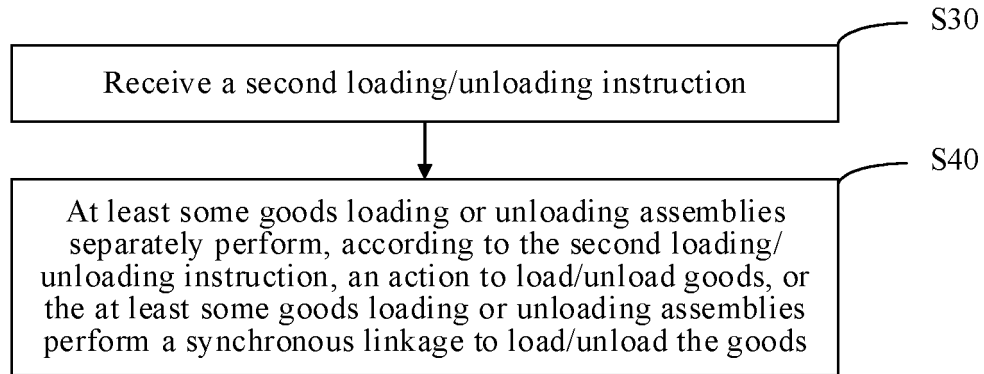 S30
Receive a second loading/unloading instruction
S40
At least some goods loading or unloading assemblies
separately perform, according to the second loading/
unloading instruction, an action to load/unload goods, or
the at least some goods loading or unloading assemblies
perform a synchronous linkage to load/unload the goods